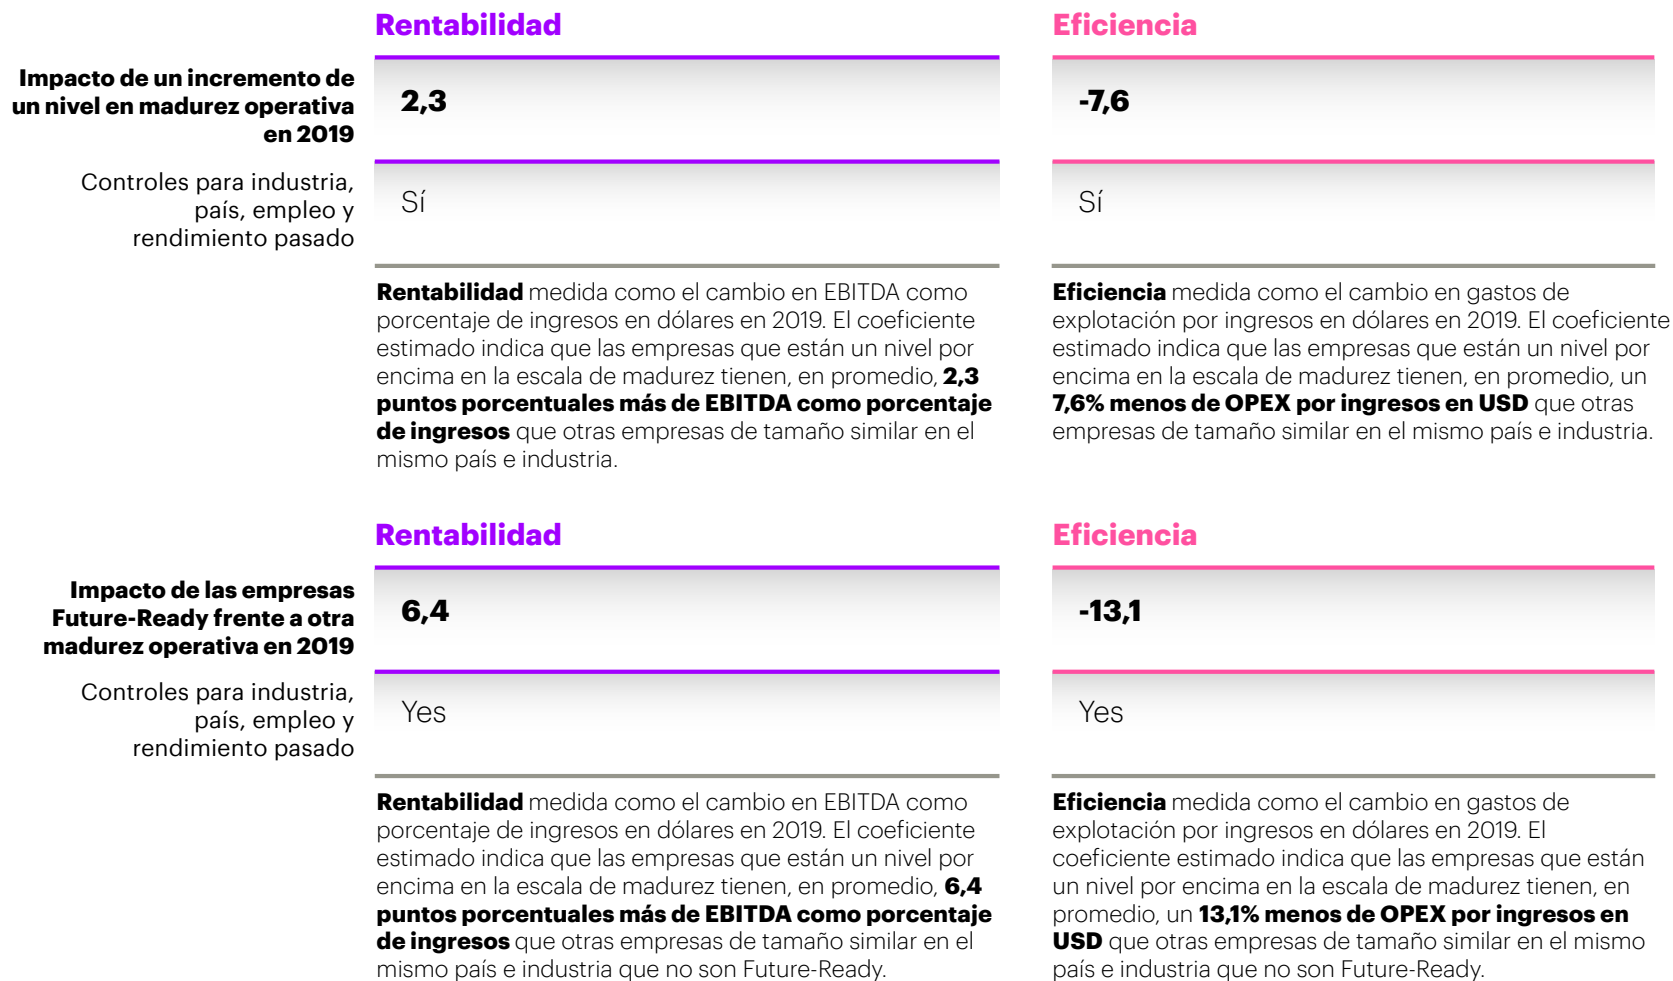 Rentabilidad
Eficiencia
Impacto de un incremento de
un nivel en madurez operativa
en 2019
2,3
-7,6
Controles para industria,
país, empleo y
rendimiento pasado
Sí
Sí
Rentabilidad medida como el cambio en EBITDA como
porcentaje de ingresos en dólares en 2019. El coeficiente
estimado indica que las empresas que están un nivel por
encima en la escala de madurez tienen, en promedio, 2,3
puntos porcentuales más de EBITDA como porcentaje
de ingresos que otras empresas de tamaño similar en el
mismo país e industria.
Eficiencia medida como el cambio en gastos de
explotación por ingresos en dólares en 2019. El coeficiente
estimado indica que las empresas que están un nivel por
encima en la escala de madurez tienen, en promedio, un
7,6% menos de OPEX por ingresos en USD que otras
empresas de tamaño similar en el mismo país e industria.
Rentabilidad
Eficiencia
Impacto de las empresas
Future-Ready frente a otra
madurez operativa en 2019
6,4
-13,1
Controles para industria,
país, empleo y
rendimiento pasado
Yes
Yes
Rentabilidad medida como el cambio en EBITDA como
porcentaje de ingresos en dólares en 2019. El coeficiente
estimado indica que las empresas que están un nivel por
encima en la escala de madurez tienen, en promedio, 6,4
puntos porcentuales más de EBITDA como porcentaje
de ingresos que otras empresas de tamaño similar en el
mismo país e industria que no son Future-Ready.
Eficiencia medida como el cambio en gastos de
explotación por ingresos en dólares en 2019. El
coeficiente estimado indica que las empresas que están
un nivel por encima en la escala de madurez tienen, en
promedio, un 13,1% menos de OPEX por ingresos en
USD que otras empresas de tamaño similar en el mismo
país e industria que no son Future-Ready.